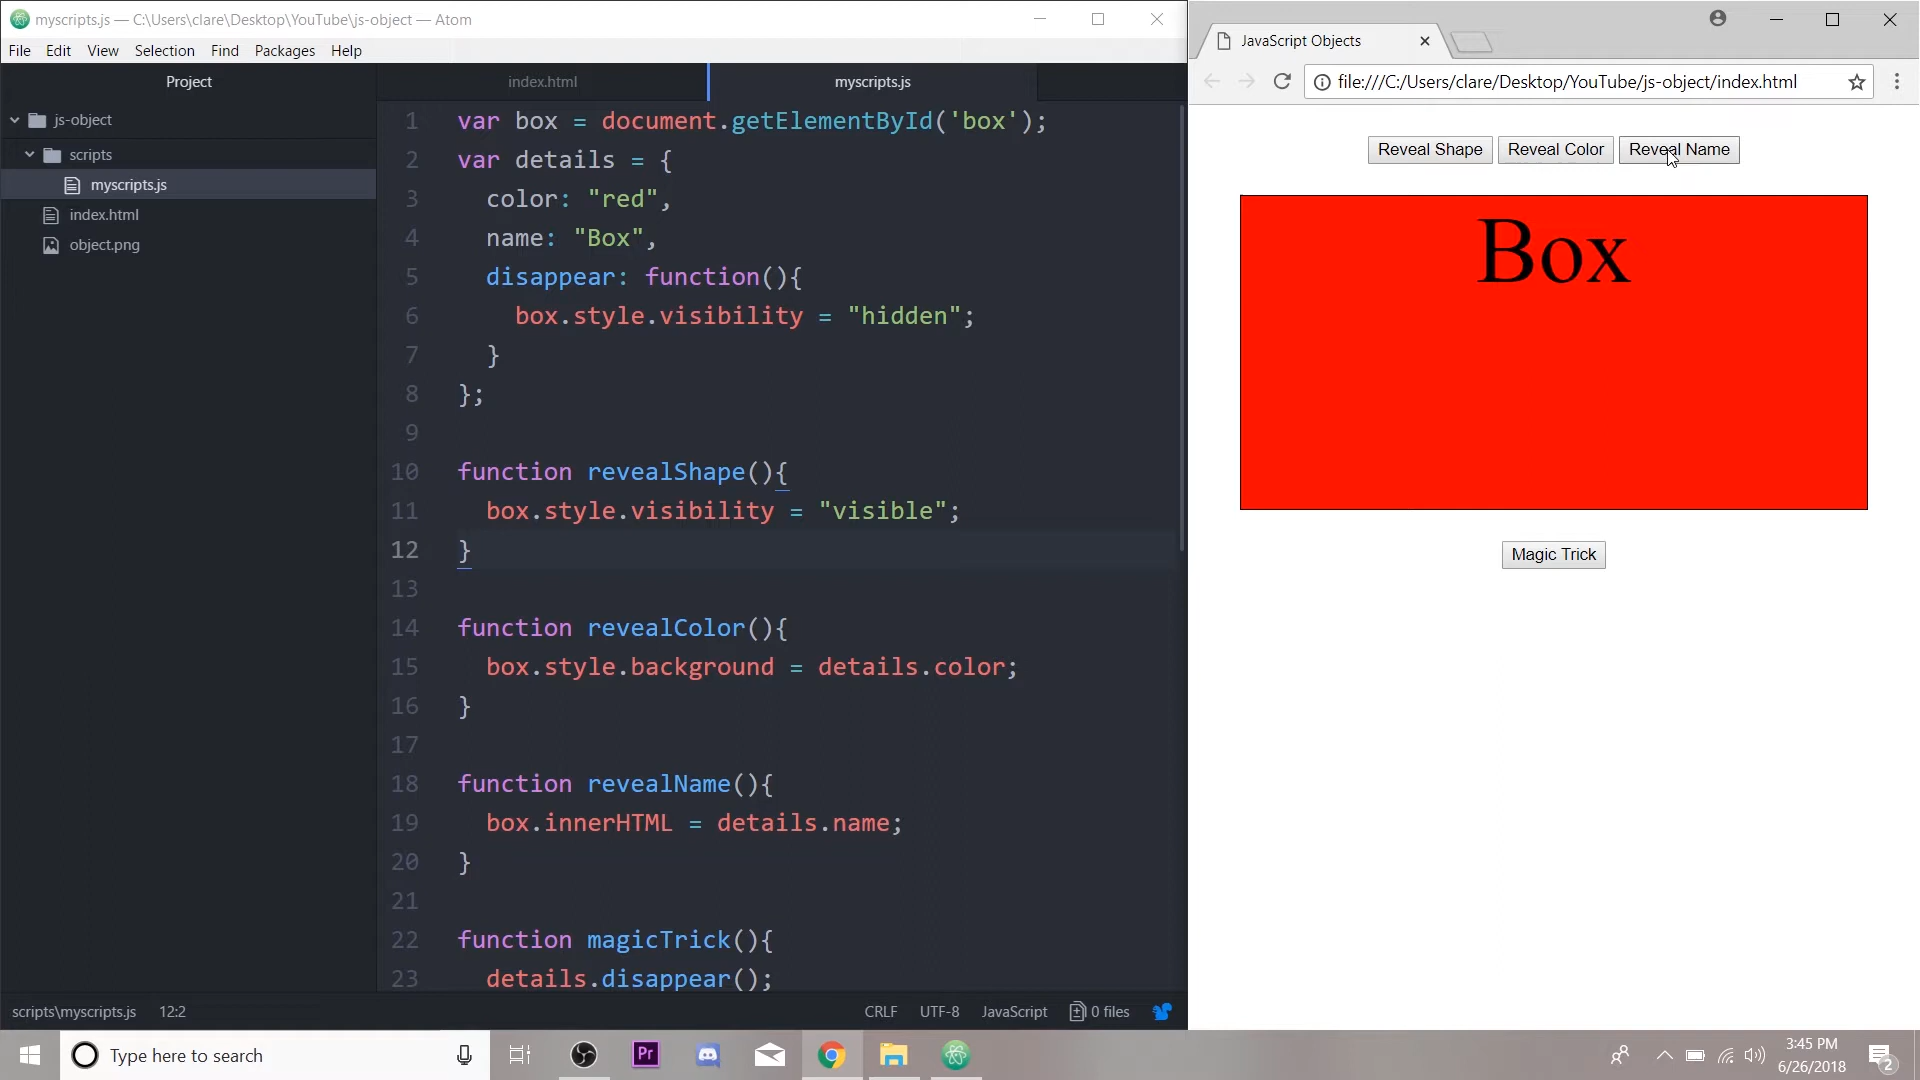 myscripts.js — C:\Users\clare\Desktop\YouTube\js-object — Atom
File Edit View Selection Find Packages Help
Project
js-object
scripts
myscripts.js
index.html
object.png
index.html
myscripts.js
1 var box = document.getElementById('box');
2 var details = {
3 color: "red",
4 name: "Box",
5 disappear: function(){
6 box.style.visibility = "hidden";
7 }
8 };
9
10 function revealShape(){
11 box.style.visibility = "visible";
12 }
13
14 function revealColor(){
15 box.style.background = details.color;
16 }
17
18 function revealName(){
19 box.innerHTML = details.name;
20 }
21
22 function magicTrick(){
23 details.disappear();
scripts\myscripts.js 12:2
CRLF UTF-8 JavaScript 0 files
JavaScript Objects
file:///C:/Users/clare/Desktop/YouTube/js-object/index.html
Reveal Shape Reveal Color Reveal Name
Box
Magic Trick
Type here to search
Pr
3:45 PM
6/26/2018
2